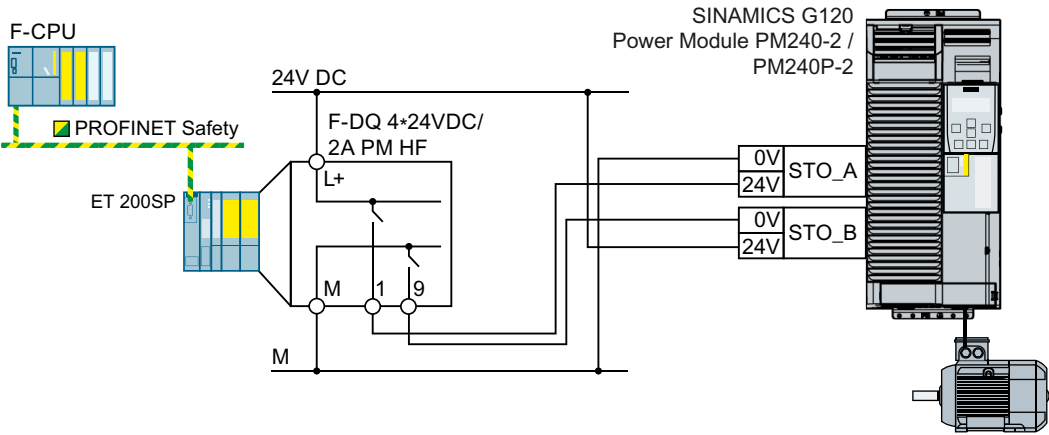 SINAMICS G120
Power Module PM240-2 /
PM240P-2
F-CPU
24V DC
F-DQ 4*24VDC/
2A PM HF
PROFINET Safety
L+
ET 200SP
0V
24V
STO_A
0V
24V
STO_B
M
1
9
M